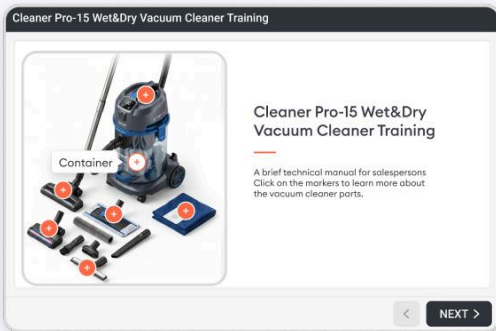 Cleaner Pro-15 Wet&Dry Vacuum Cleaner Training
Container
Cleaner Pro-15 Wet&Dry
Vacuum Cleaner Training
A brief technical manual for salespersons
Click on the markers to learn more about
the vacuum cleaner parts.
NEXT >